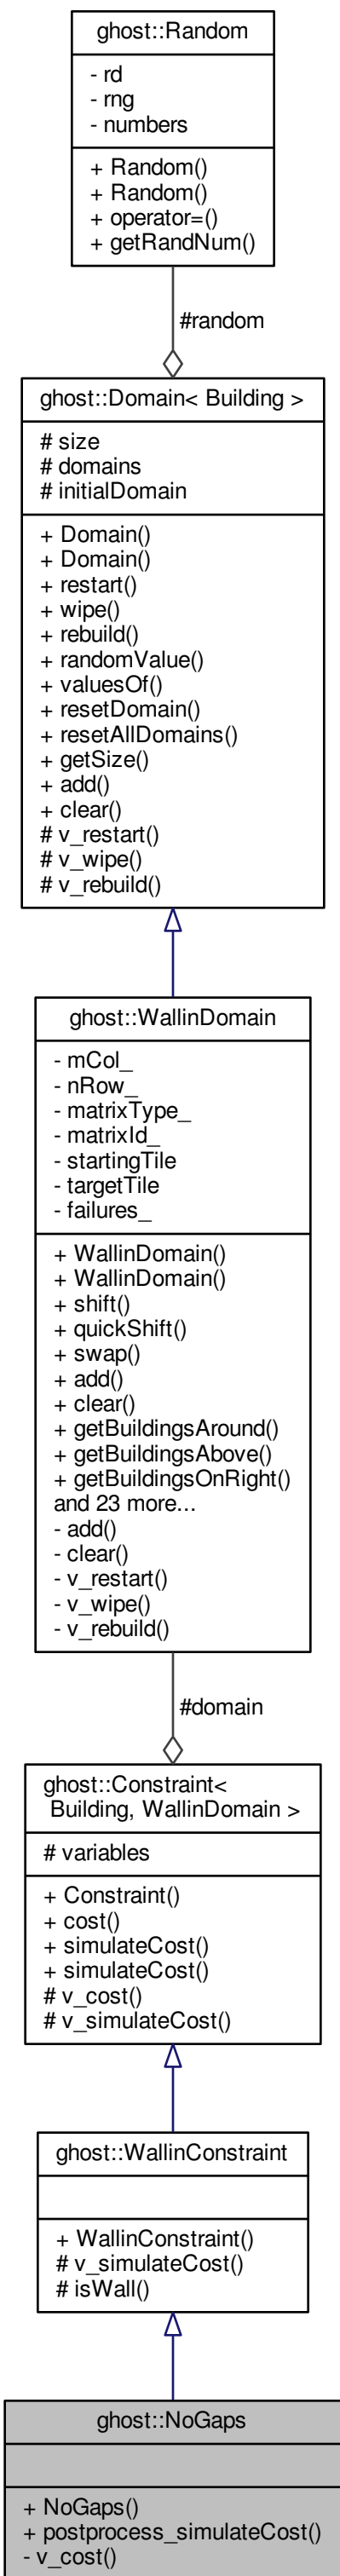 ghost::Random
- rd
- rng
- numbers
+ Random()
+ Random()
+ operator=()
+ getRandNum()
#random
ghost::Domain< Building >
# size
# domains
# initialDomain
+ Domain()
+ Domain()
+ restart()
+ wipe()
+ rebuild()
+ randomValue()
+ valuesOf()
+ resetDomain()
+ resetAllDomains()
+ getSize()
+ add()
+ clear()
# v_restart()
# v_wipe()
# v_rebuild()
ghost::WallinDomain
- mCol_
- nRow_
- matrixType_
- matrixId_
- startingTile
- targetTile
- failures_
+ WallinDomain()
+ WallinDomain()
+ shift()
+ quickShift()
+ swap()
+ add()
+ clear()
+ getBuildingsAround()
+ getBuildingsAbove()
+ getBuildingsOnRight()
and 23 more...
- add()
- clear()
- v_restart()
- v_wipe()
- v_rebuild()
#domain
ghost::Constraint<
Building, WallinDomain >
# variables
+ Constraint()
+ cost()
+ simulateCost()
+ simulateCost()
# v_cost()
# v_simulateCost()
ghost::WallinConstraint
+ WallinConstraint()
# v_simulateCost()
# isWall()
ghost::NoGaps
+ NoGaps()
+ postprocess_simulateCost()
- v_cost()